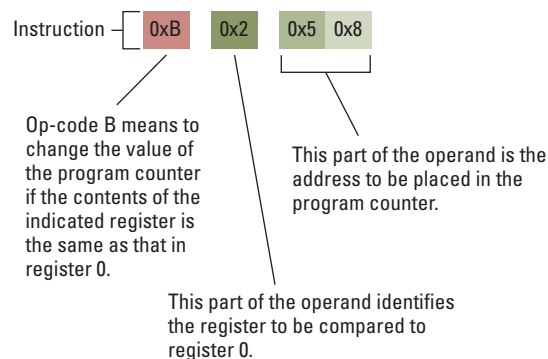 Instruction 0xB 0x2 0x5 0x8
Op-code B means to
change the value of
the program counter
if the contents of the
indicated register is
the same as that in
register 0.
This part of the operand is the
address to be placed in the
program counter.
This part of the operand identifies
the register to be compared to
register 0.